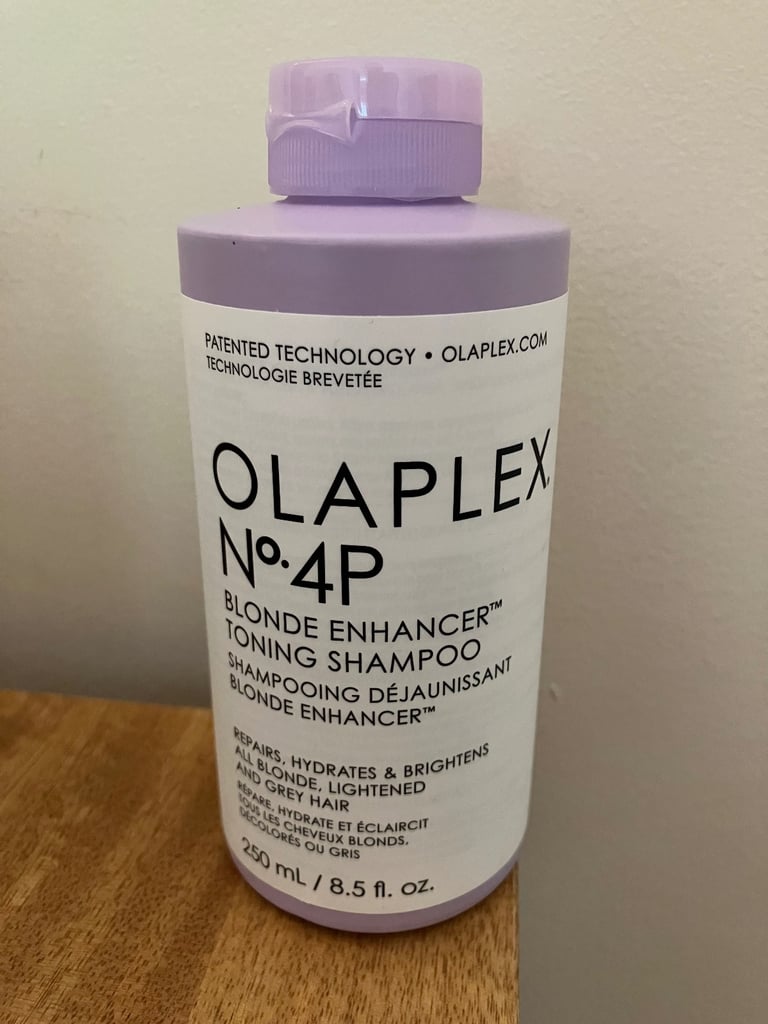 PATENTED TECHNOLOGY • OLAPLEX.COM
TECHNOLOGIE BREVETÉE
OLAPLEX.
Nº.4P
BLONDE ENHANCER™
TONING SHAMPOO
SHAMPOOING DÉJAUNISSANT
BLONDE ENHANCER™
REPAIRS, HYDRATES & BRIGHTENS
ALL BLONDE, LIGHTENED
AND GREY HAIR
RÉPARE, HYDRATE ET ÉCLAIRCIT
TOUS LES CHEVEUX BLONDS,
DÉCOLORÉS OU GRIS
250 mL / 8.5 fl. oz.